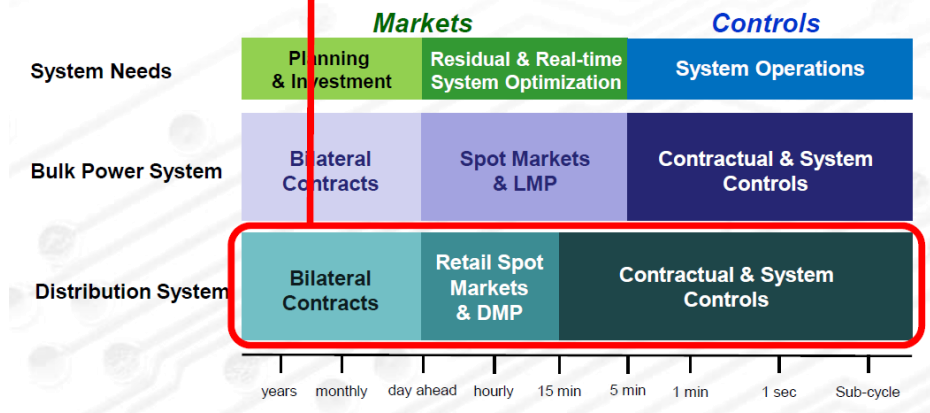 Markets
Controls
System Needs
Planning
& Investment
Residual & Real-time
System Optimization
System Operations
Bulk Power System
Bilateral
Contracts
Spot Markets
& LMP
Contractual & System
Controls
Distribution System
Bilateral
Contracts
Retail Spot
Markets
& DMP
Contractual & System
Controls
years
monthly
day ahead
hourly
15 min
5 min
1 min
1 sec
Sub-cycle